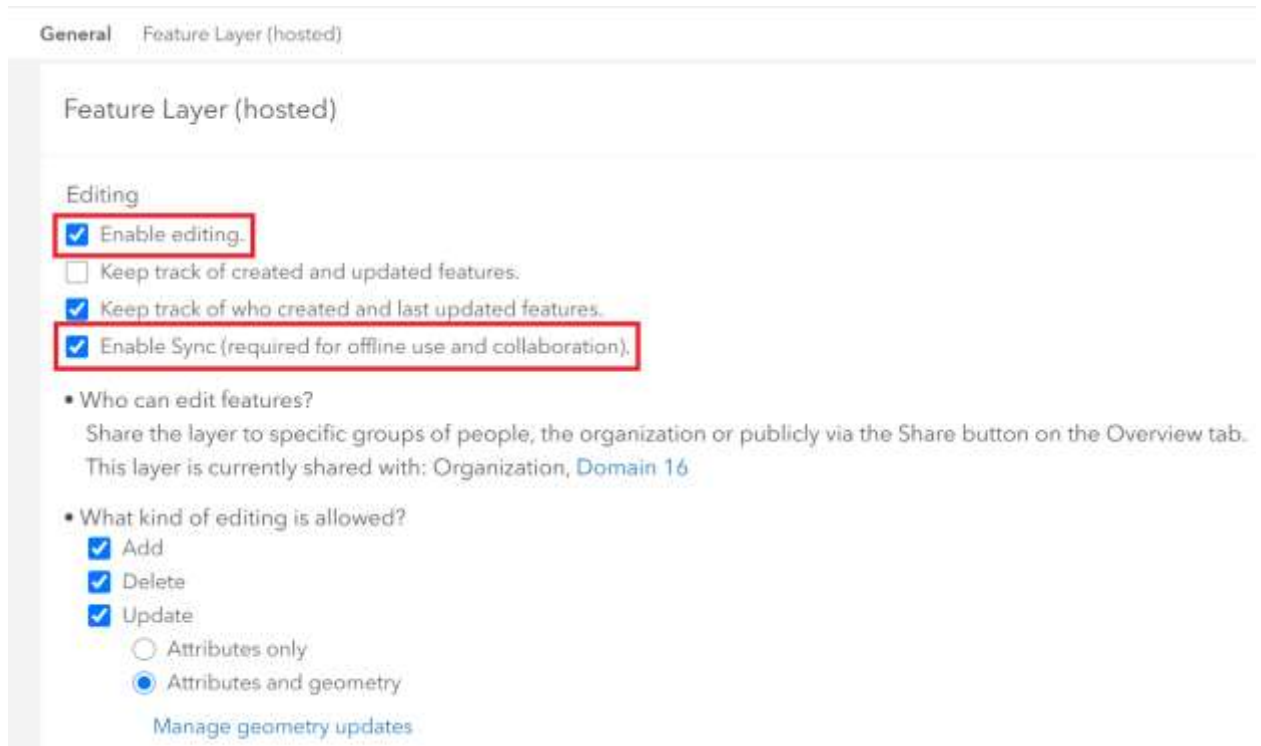 General Feature Layer (hosted)
Feature Layer (hosted)
Editing
Enable editing.
Keep track of created and updated features.
Keep track of who created and last updated features.
Enable Sync (required for offline use and collaboration).
• Who can edit features?
Share the layer to specific groups of people, the organization or publicly via the Share button on the Overview tab.
This layer is currently shared with: Organization, Domain 16
• What kind of editing is allowed?
Add
Delete
Update
Attributes only
Attributes and geometry
Manage geometry updates